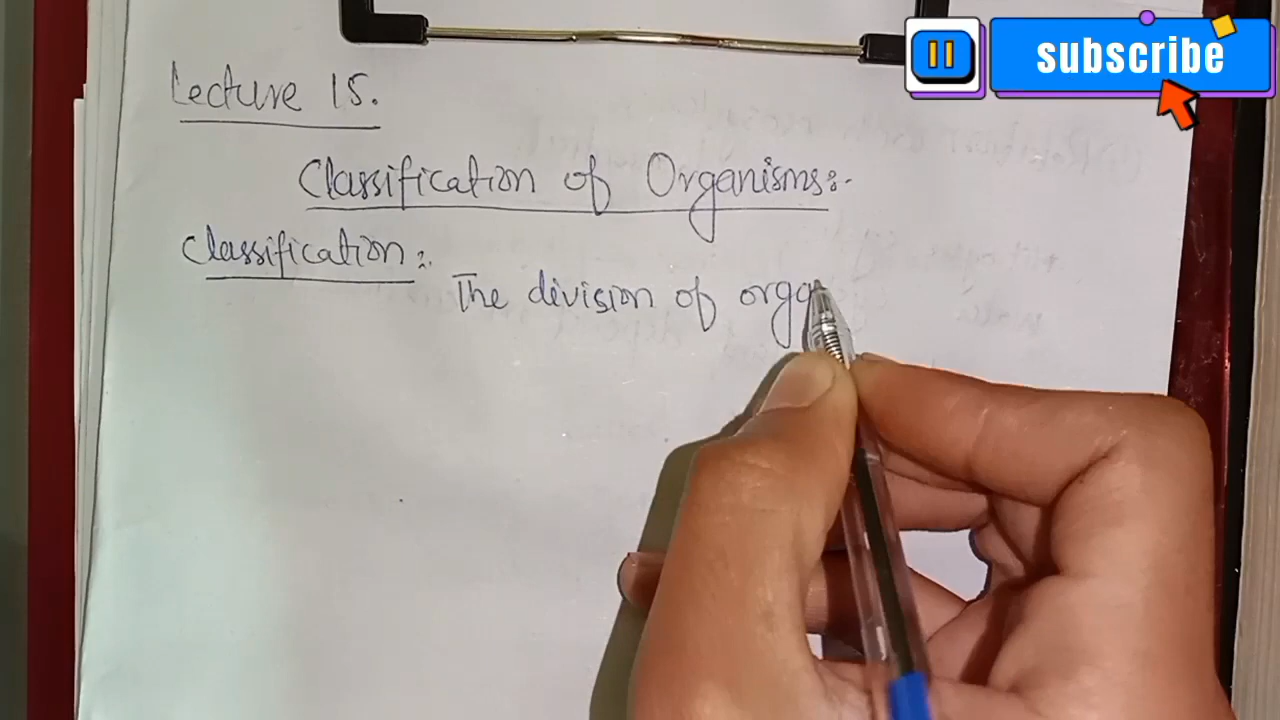 subscribe
Lecture 15.
Classification of Organisms:-
Classification:-
The division of orga